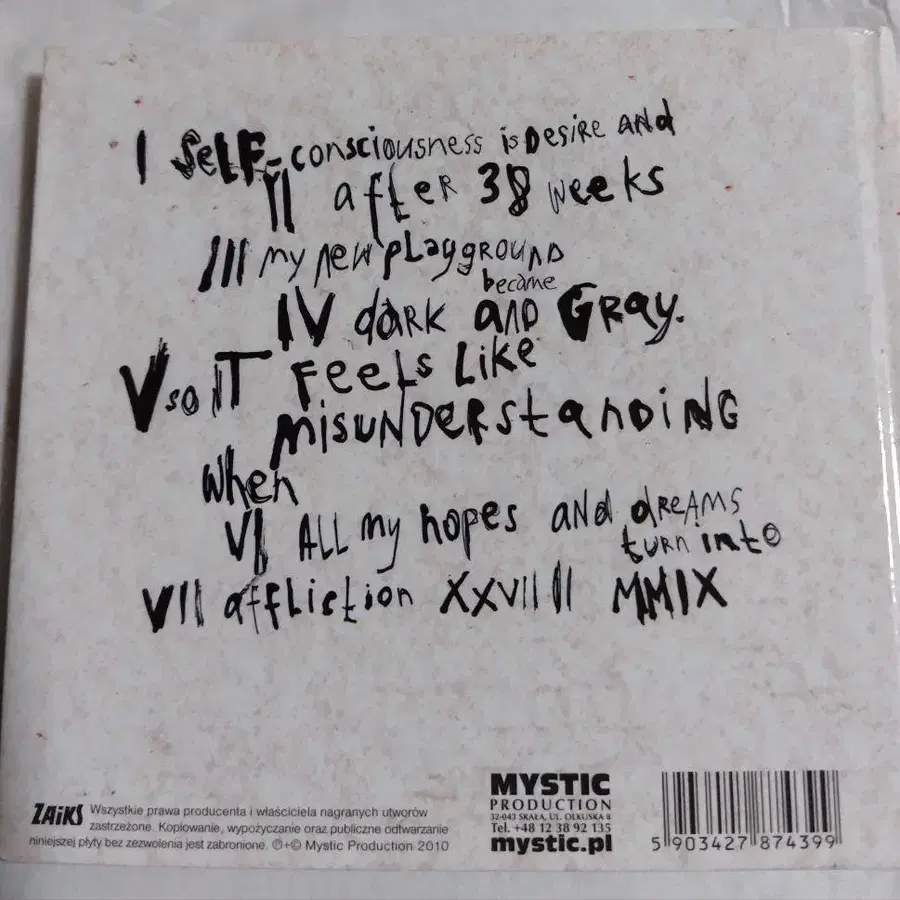 I SELF-consciousness is Desire and
II after 38 weeks
III my new playground
became
IV dark and Gray.
V so IT Feels Like
misunderstanding
when
VI ALL my hopes and dreams
turn into
VII affliction XXVII II MMIX
ZAiKS Wszystkie prawa producenta i właściciela nagranych utworów
zastrzeżone. Kopiowanie, wypożyczanie oraz publiczne odtwarzanie
niniejszej płyty bez zezwolenia jest zabronione. ℗+© Mystic Production 2010
MYSTIC
PRODUCTION
32-043 SKAŁA, UL. OLKUSKA 8
Tel. +48 12 38 92 135
mystic.pl
5 903427 874399